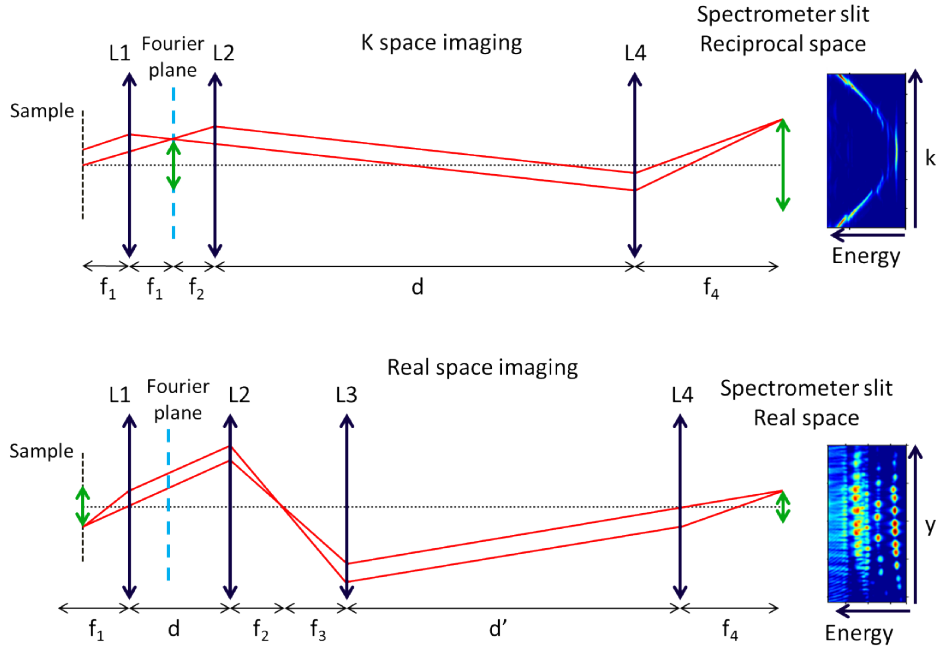 Spectrometer slit
Reciprocal space
K space imaging
Fourier
plane
L1
L2
L4
Sample
k
Energy
f1
f1
f2
d
f4
Real space imaging
L1
Fourier
plane
L2
L3
L4
Spectrometer slit
Real space
Sample
y
Energy
f1
d
f2
f3
d'
f4